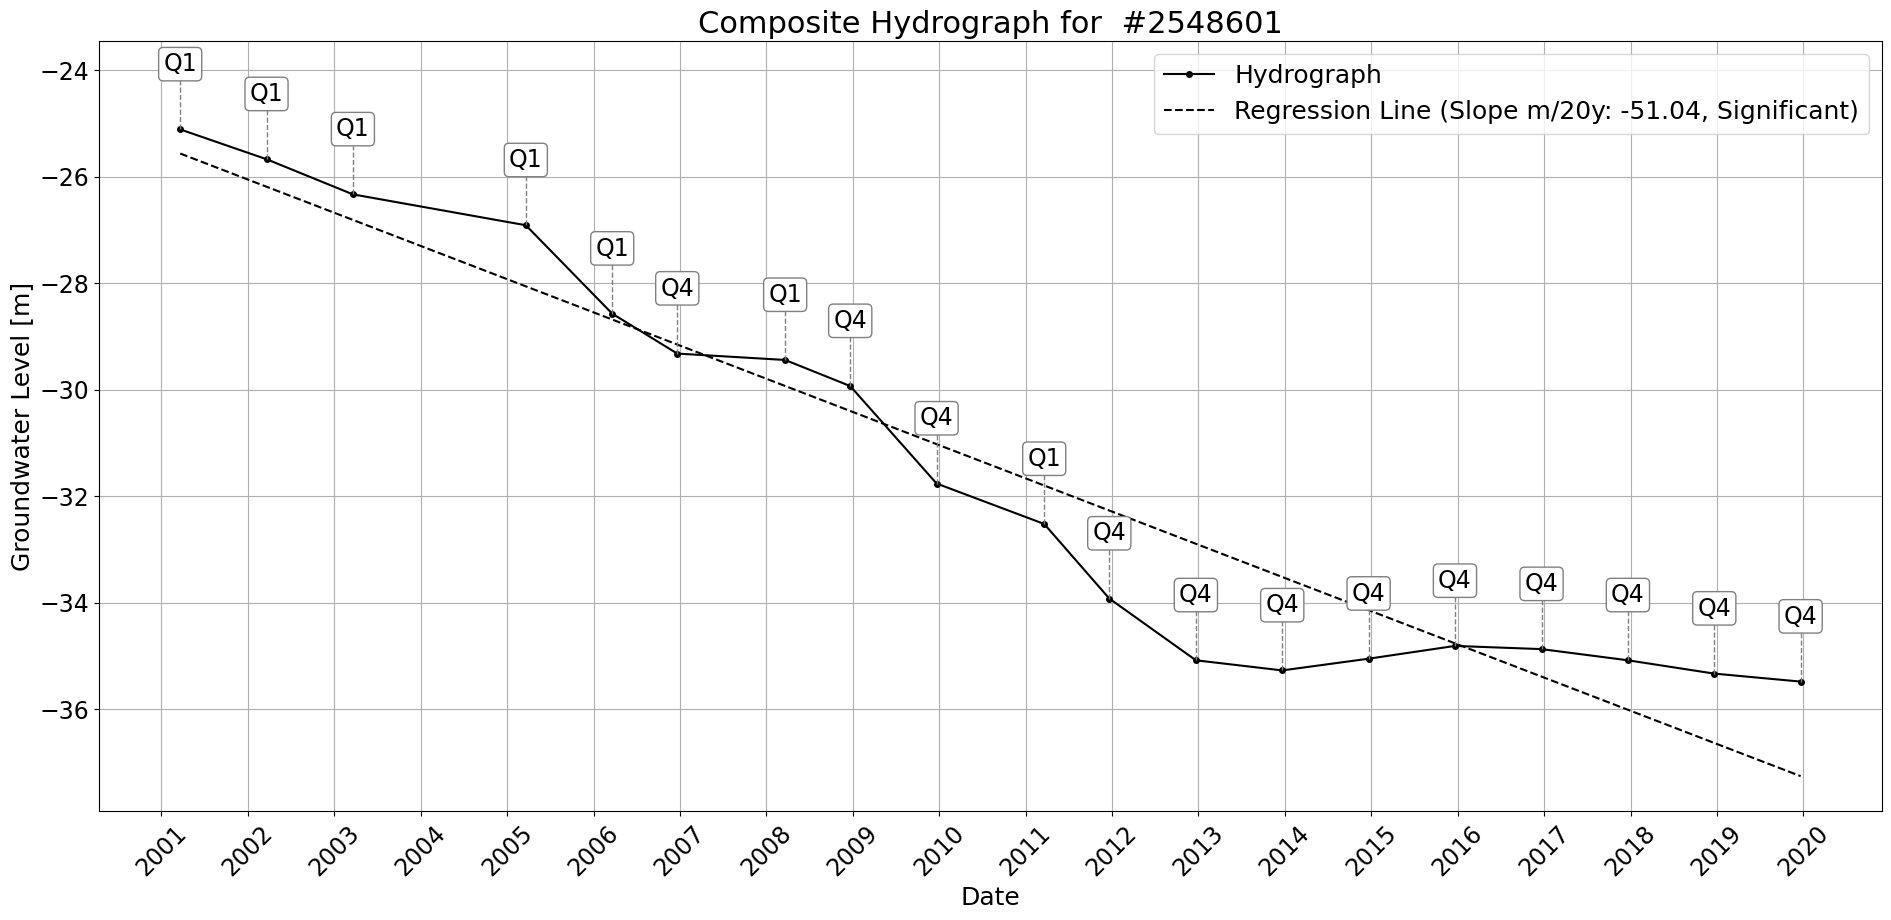 Composite Hydrograph for  #2548601
Hydrograph
Regression Line (Slope m/20y: -51.04, Significant)
Groundwater Level [m]
−24
−26
−28
−30
−32
−34
−36
Q1
Q1
Q1
Q1
Q1
Q4
Q1
Q4
Q4
Q1
Q4
Q4
Q4
Q4
Q4
Q4
Q4
Q4
Q4
2001
2002
2003
2004
2005
2006
2007
2008
2009
2010
2011
2012
2013
2014
2015
2016
2017
2018
2019
2020
Date